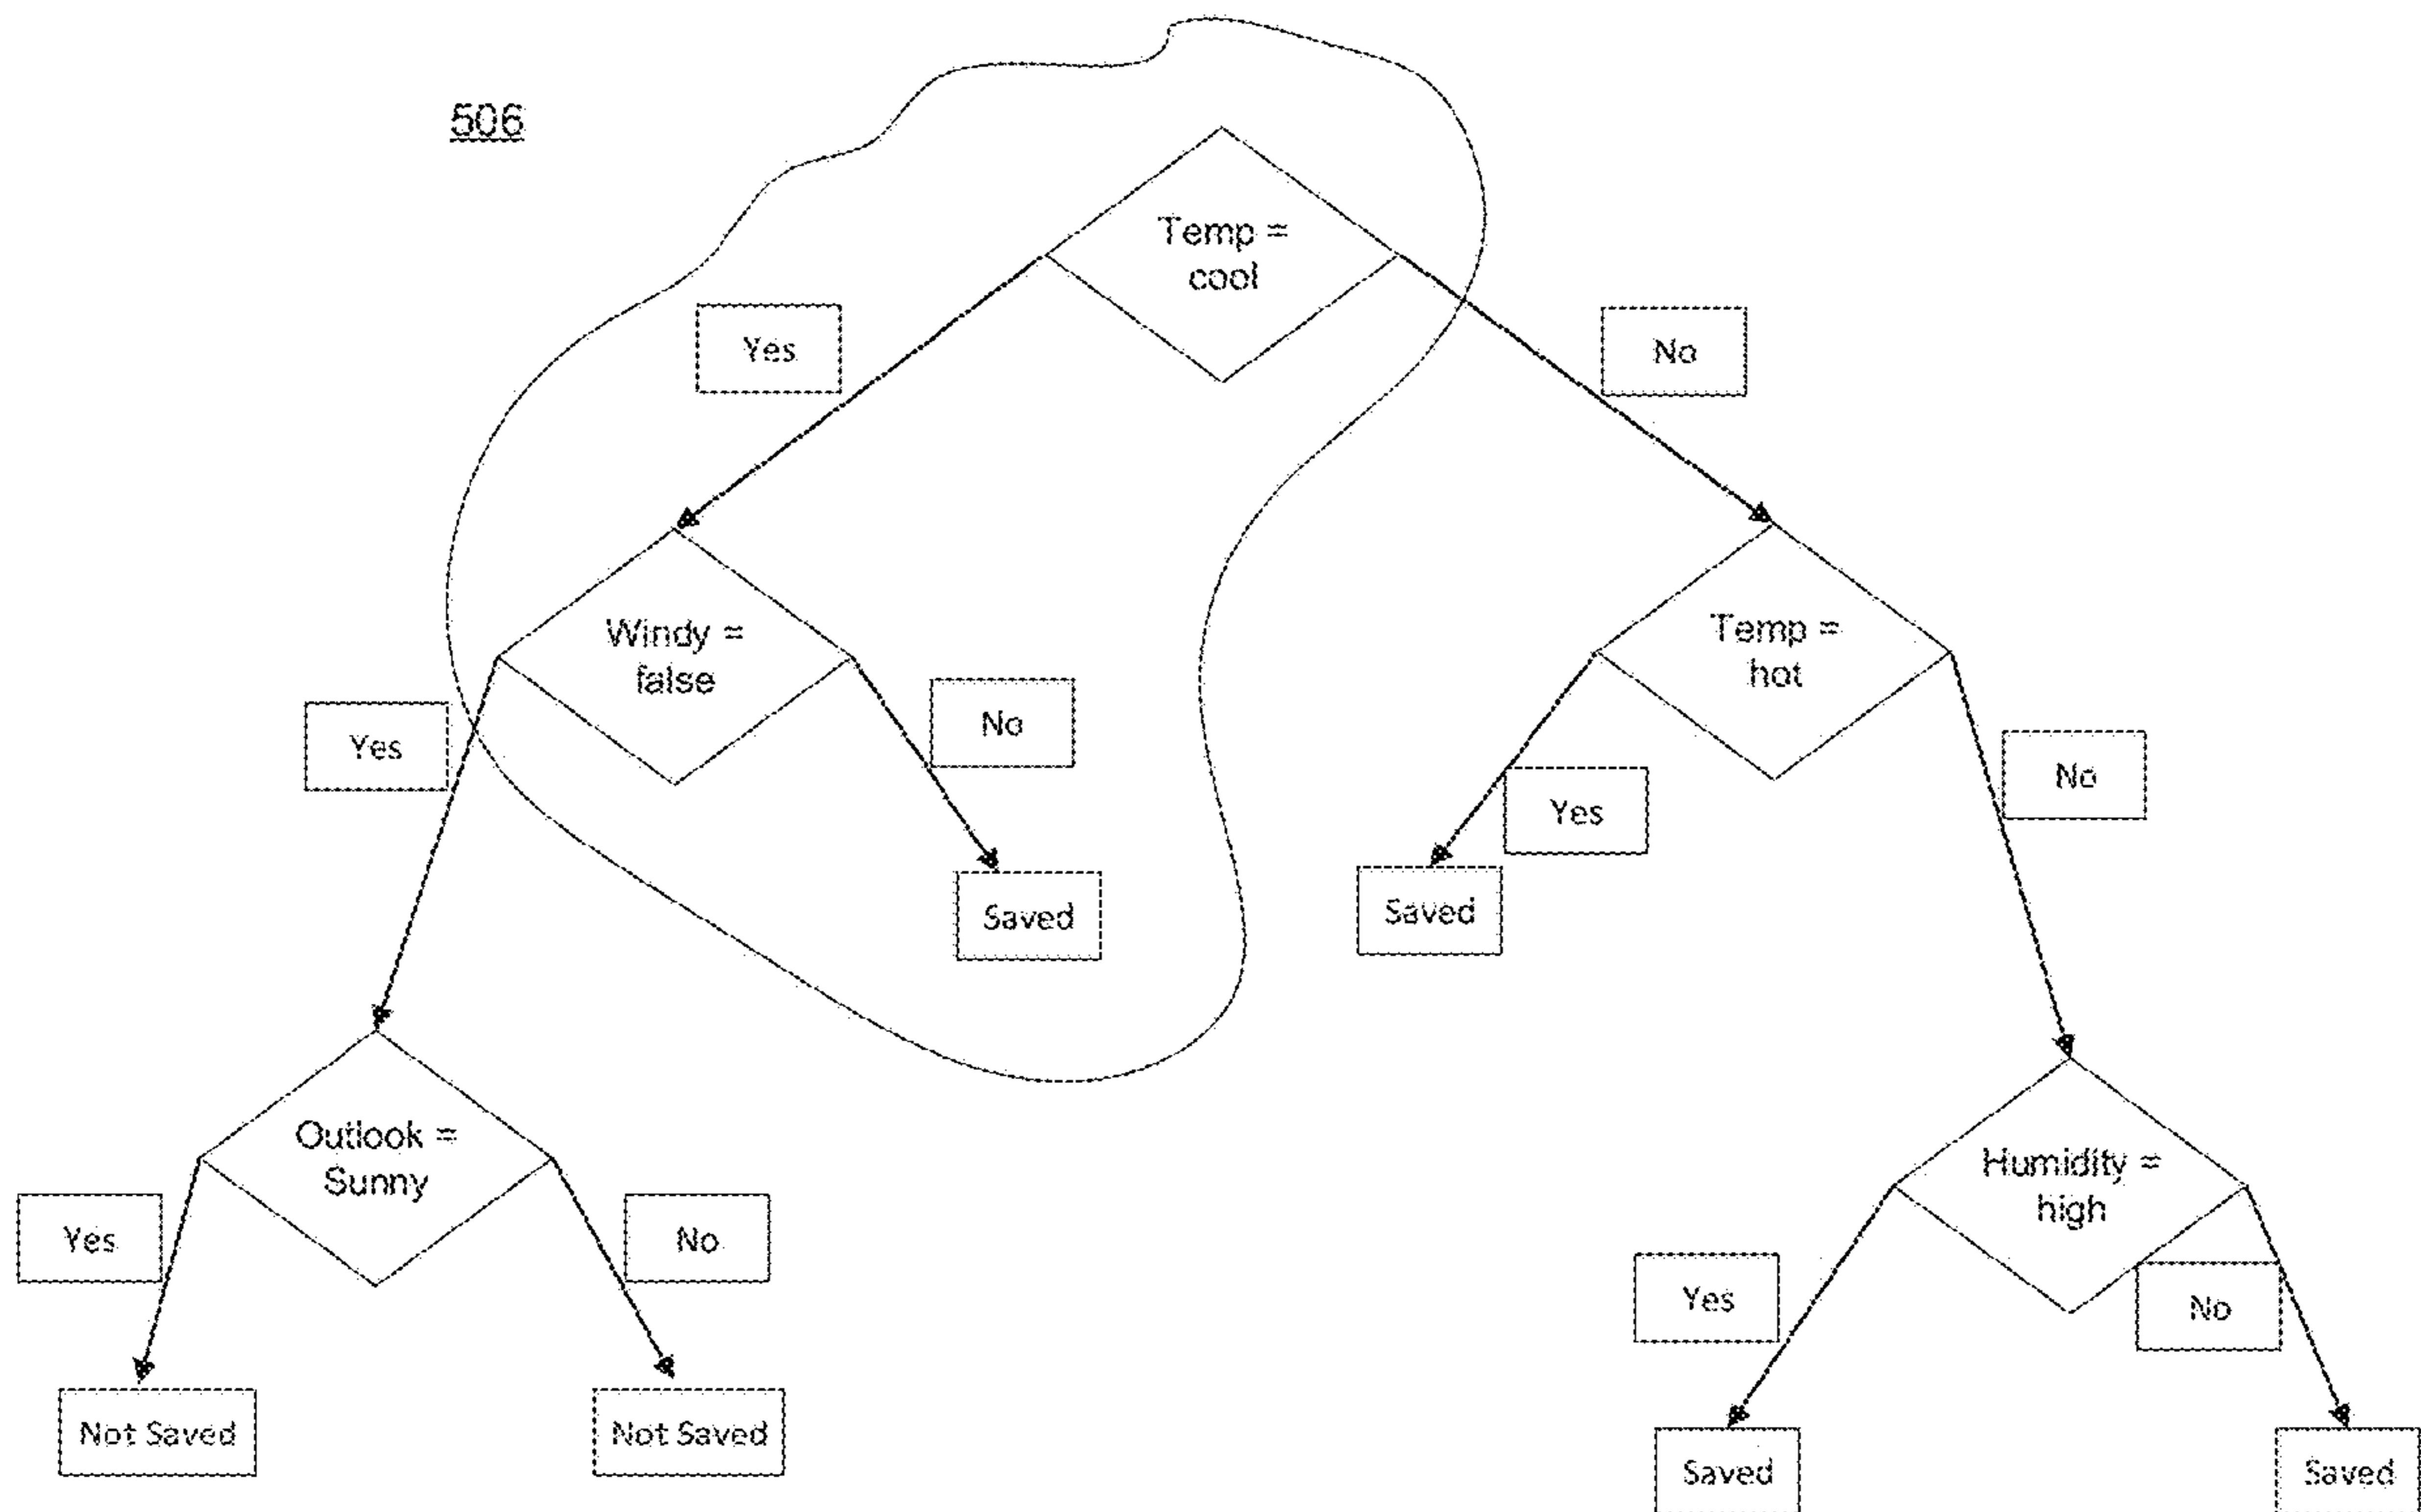 506
Temp =
cool
Yes
No
Windy =
false
Temp =
hot
Yes
No
Yes
No
Saved
Saved
Outlook =
Sunny
Humidity =
high
Yes
No
Yes
No
Not Saved
Not Saved
Saved
Saved